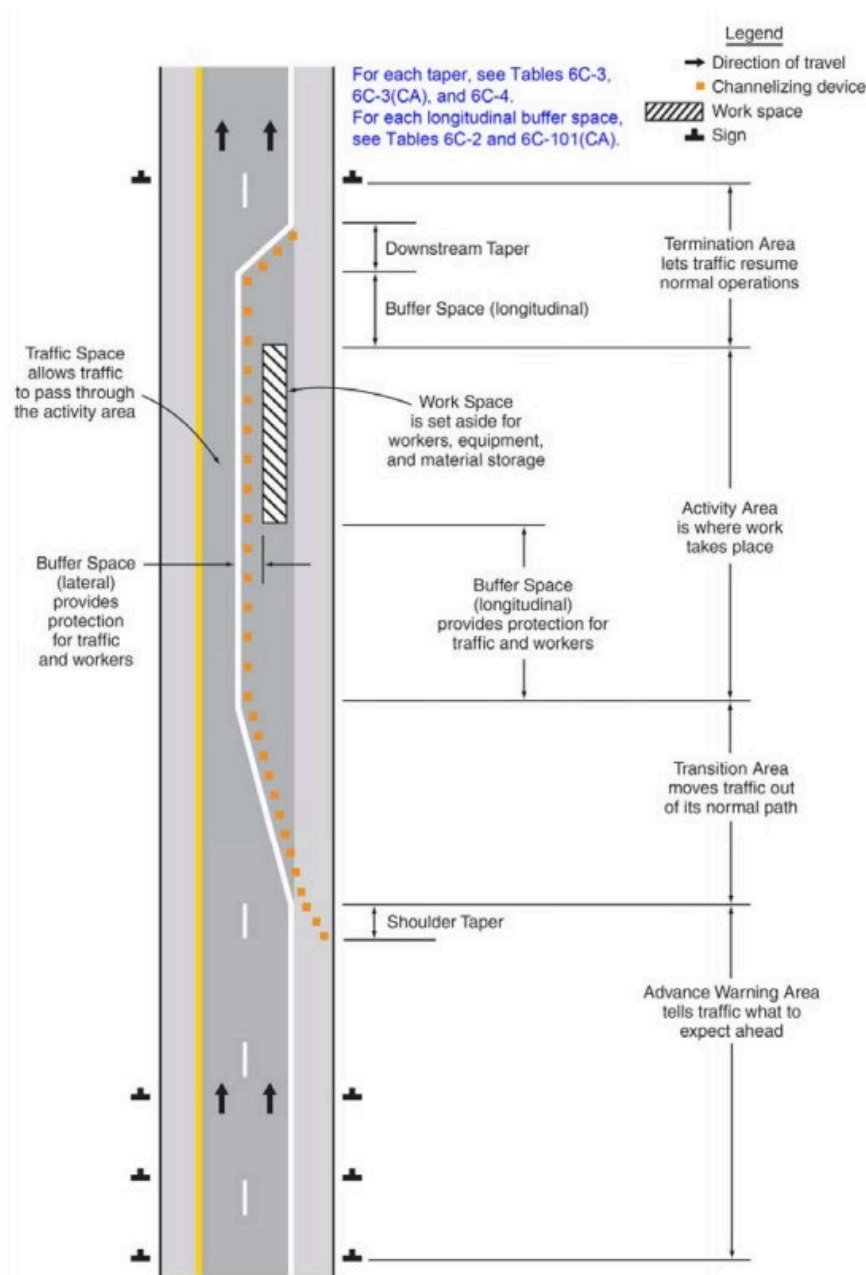 Legend
Direction of travel
Channelizing device
Work space
Sign
For each taper, see Tables 6C-3,
6C-3(CA), and 6C-4.
For each longitudinal buffer space,
see Tables 6C-2 and 6C-101(CA).
Downstream Taper
Buffer Space (longitudinal)
Termination Area
lets traffic resume
normal operations
Traffic Space
allows traffic
to pass through
the activity area
Work Space
is set aside for
workers, equipment,
and material storage
Activity Area
is where work
takes place
Buffer Space
(lateral)
provides
protection
for traffic
and workers
Buffer Space
(longitudinal)
provides protection for
traffic and workers
Transition Area
moves traffic out
of its normal path
Shoulder Taper
Advance Warning Area
tells traffic what to
expect ahead